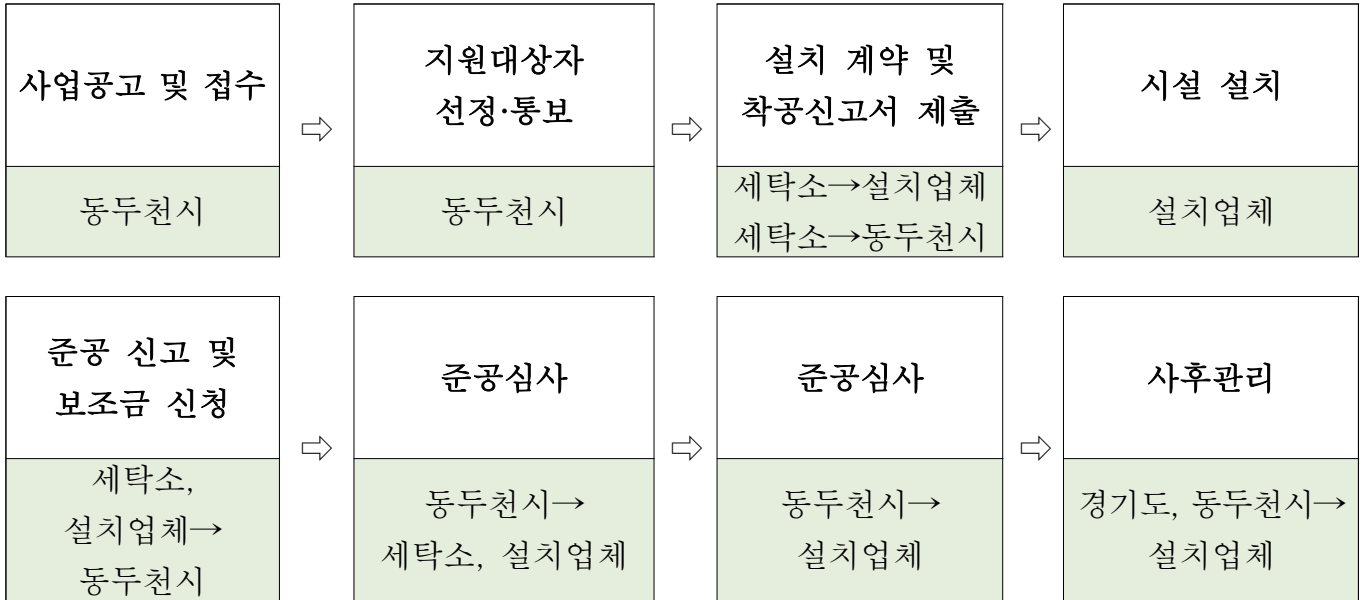 사업공고 및 접수
⇨
지원대상자
선정·통보
⇨
설치 계약 및
착공신고서 제출
⇨
시설 설치
동두천시
동두천시
세탁소→설치업체
세탁소→동두천시
설치업체
준공 신고 및
보조금 신청
⇨
준공심사
⇨
준공심사
⇨
사후관리
세탁소,
설치업체→
동두천시
동두천시→
세탁소, 설치업체
동두천시→
설치업체
경기도, 동두천시→
설치업체